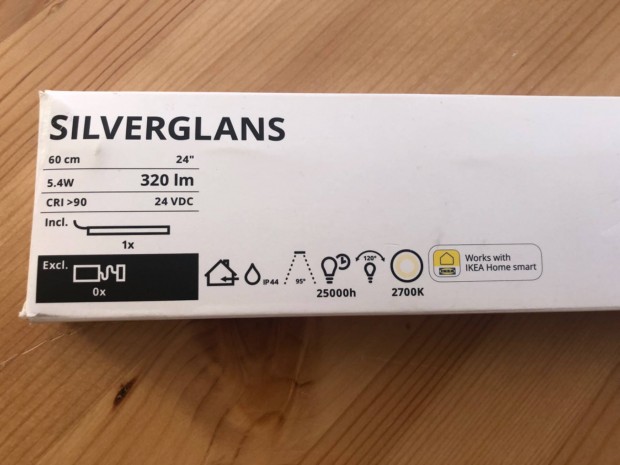 SILVERGLANS
60 cm 24"
5.4W 320 lm
CRI >90 24 VDC
Incl.
1x
Excl.
0x
IP44
95°
25000h
120°
2700K
Works with
IKEA Home smart